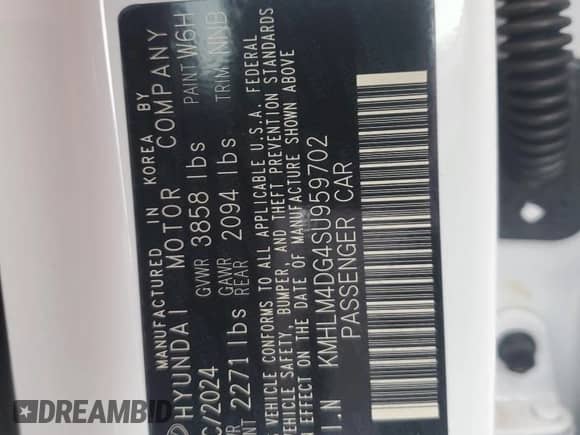 MANUFACTURED IN KOREA BY
HYUNDAI MOTOR COMPANY
C/2024 GVWR 3858 lbs PAINT W6H
2271 lbs GAWR REAR 2094 lbs TRIM NNB
VEHICLE CONFORMS TO ALL APPLICABLE U.S.A. FEDERAL
VEHICLE SAFETY, BUMPER, AND THEFT PREVENTION STANDARDS
EFFECT ON THE DATE OF MANUFACTURE SHOWN ABOVE
I.N KMHLM4DG4SU959702
PASSENGER CAR
DREAMBID